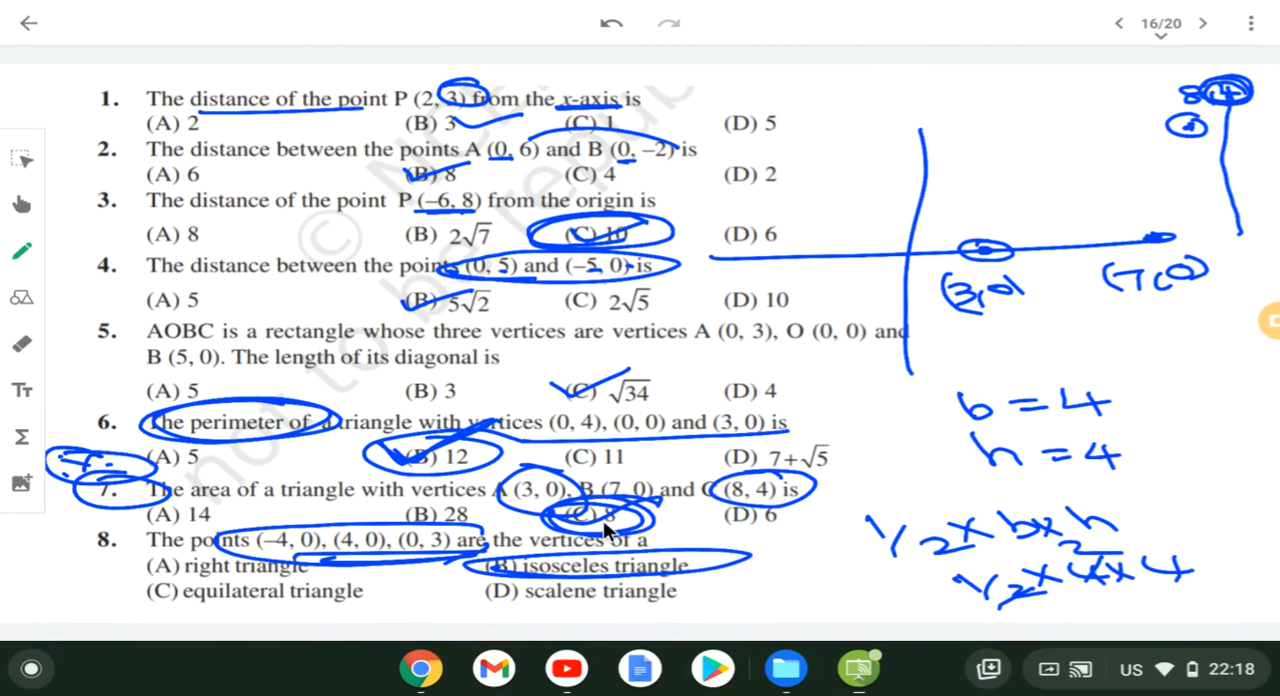 16/20
1. The distance of the point P (2, 3) from the x-axis is
(A) 2 (B) 3 (C) 1 (D) 5
2. The distance between the points A (0, 6) and B (0, –2) is
(A) 6 (B) 8 (C) 4 (D) 2
3. The distance of the point P (–6, 8) from the origin is
(A) 8 (B) 2√7 (C) 10 (D) 6
4. The distance between the points (0, 5) and (–5, 0) is
(A) 5 (B) 5√2 (C) 2√5 (D) 10
5. AOBC is a rectangle whose three vertices are vertices A (0, 3), O (0, 0) and
B (5, 0). The length of its diagonal is
(A) 5 (B) 3 (C) √34 (D) 4
6. The perimeter of a triangle with vertices (0, 4), (0, 0) and (3, 0) is
(A) 5 (B) 12 (C) 11 (D) 7+√5
7. The area of a triangle with vertices A (3, 0), B (7, 0) and C (8, 4) is
(A) 14 (B) 28 (C) 8 (D) 6
8. The points (–4, 0), (4, 0), (0, 3) are the vertices of a
(A) right triangle (B) isosceles triangle
(C) equilateral triangle (D) scalene triangle
(3,0) (7,0)
b = 4
h = 4
1/2 × b × h
1/2 × 4 × 4
Tт
Σ
US 22:18